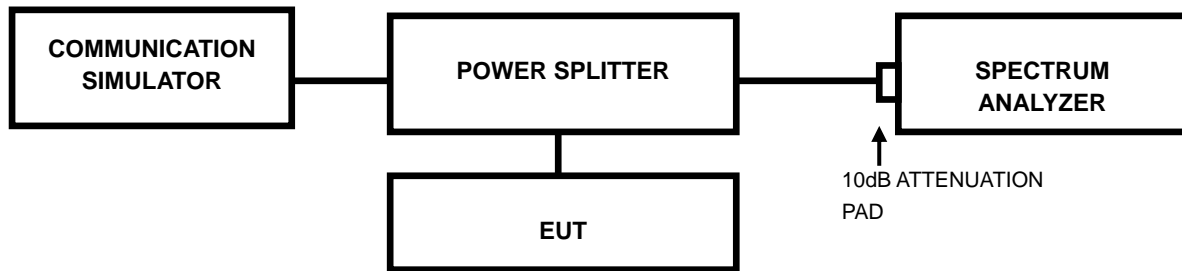 COMMUNICATION
SIMULATOR
POWER SPLITTER
SPECTRUM
ANALYZER
10dB ATTENUATION
PAD
EUT